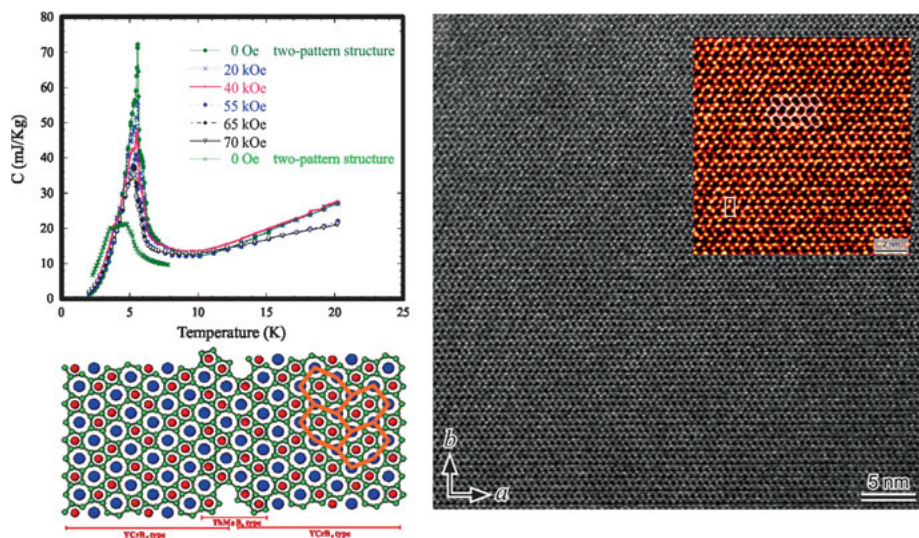 C (mJ/Kg)
80
70
60
50
40
30
20
10
0
0 Oe two-pattern structure
20 kOe
40 kOe
55 kOe
65 kOe
70 kOe
0 Oe two-pattern structure
0 5 10 15 20 25
Temperature (K)
type
YCrB₄ type YCrB₄ type
2 nm
b
a
5 nm